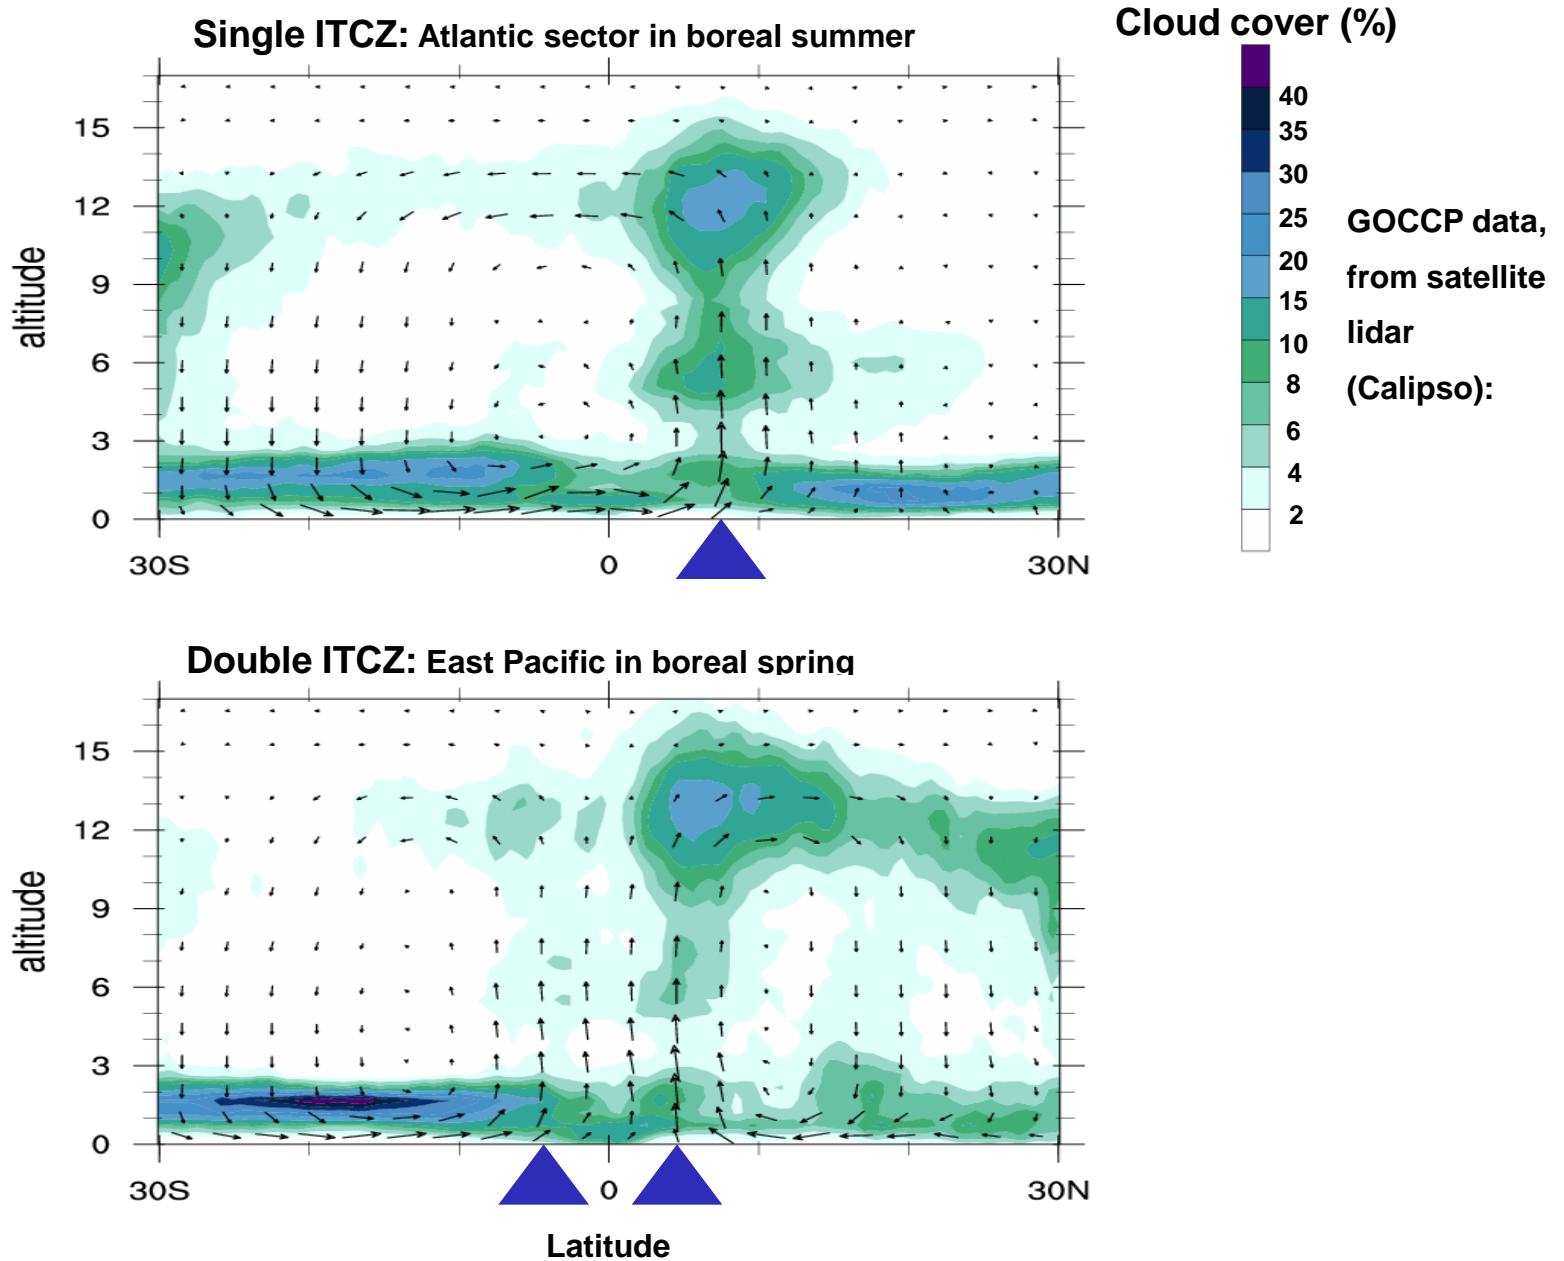 Single ITCZ: Atlantic sector in boreal summer
Cloud cover (%)
40
35
30
25
20
15
10
8
6
4
2
GOCCP data,
from satellite
lidar
(Calipso):
altitude
15
12
9
6
3
0
30S 0 30N
Double ITCZ: East Pacific in boreal spring
altitude
15
12
9
6
3
0
30S 0 30N
Latitude